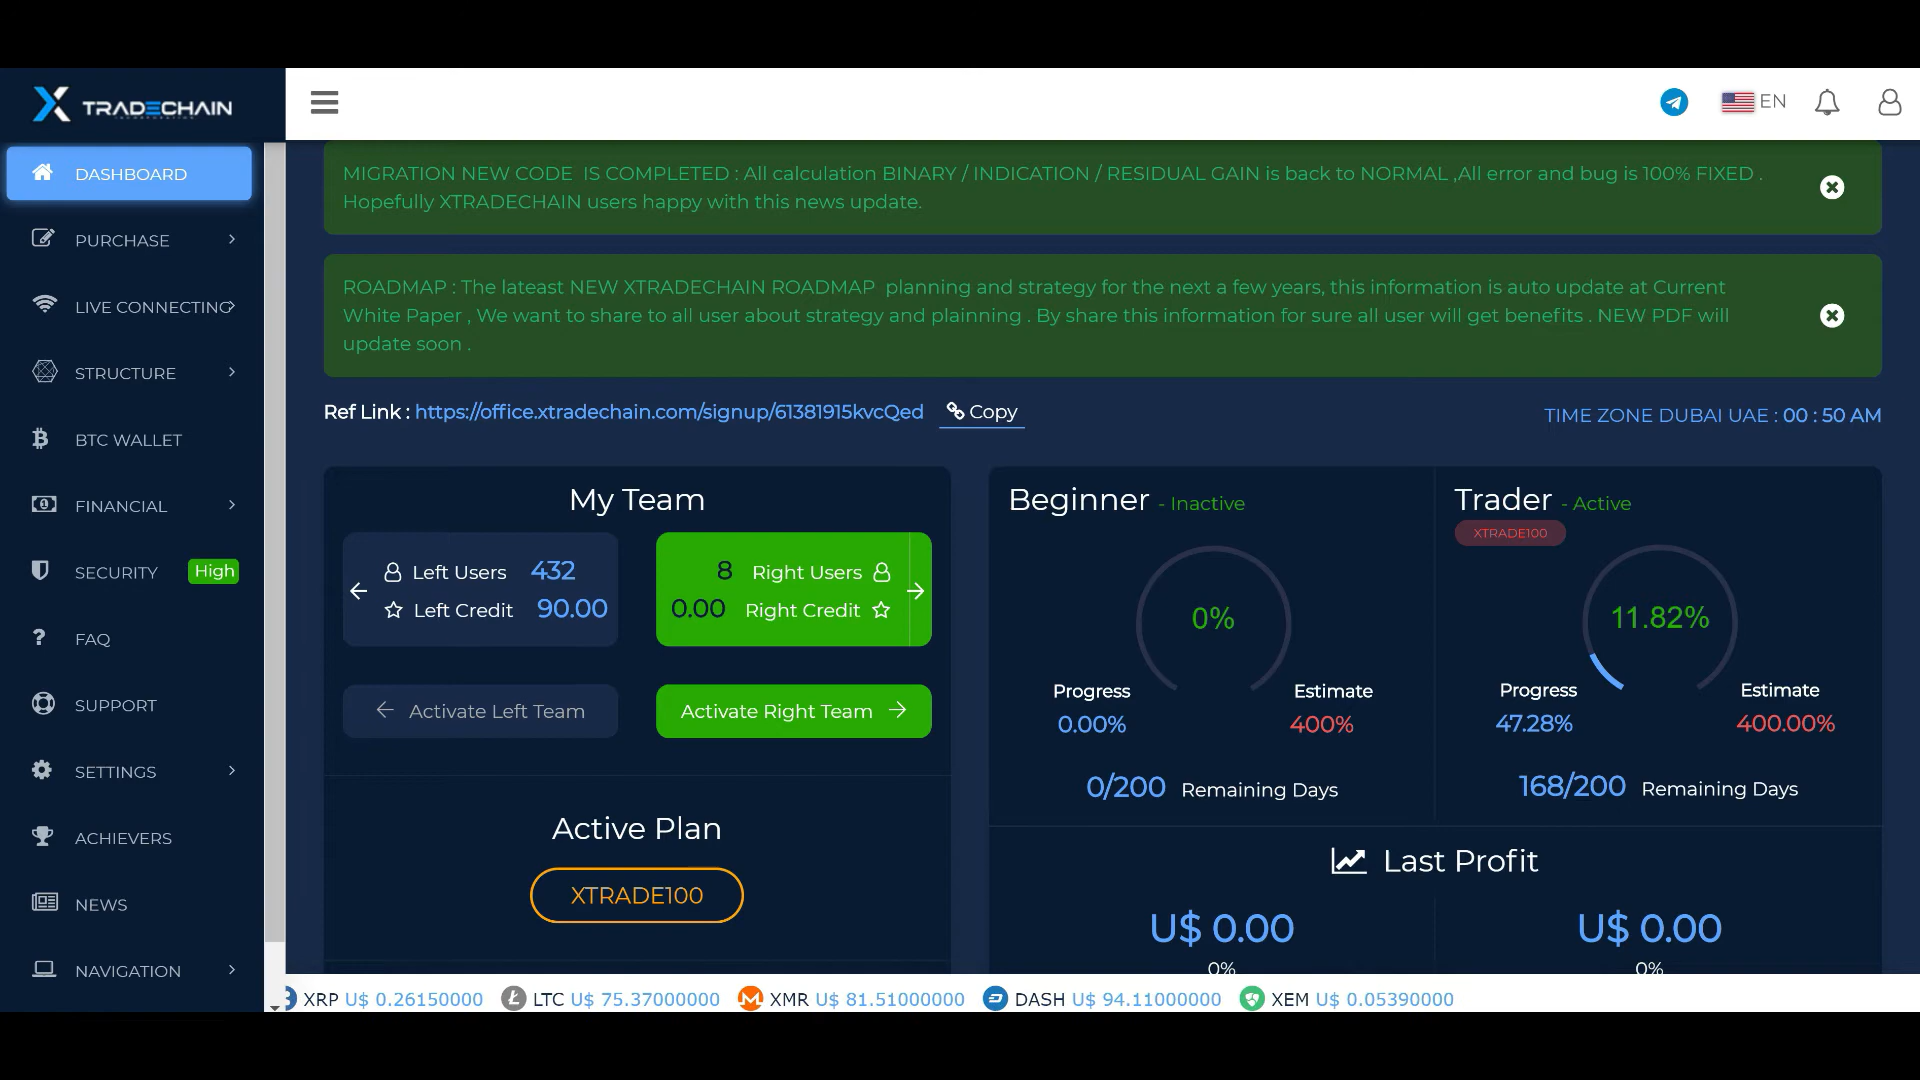 TRADECHAIN
EN
DASHBOARD
PURCHASE
LIVE CONNECTING
STRUCTURE
BTC WALLET
FINANCIAL
SECURITY High
FAQ
SUPPORT
SETTINGS
ACHIEVERS
NEWS
NAVIGATION
MIGRATION NEW CODE IS COMPLETED : All calculation BINARY / INDICATION / RESIDUAL GAIN is back to NORMAL ,All error and bug is 100% FIXED .
Hopefully XTRADECHAIN users happy with this news update.
ROADMAP : The lateast NEW XTRADECHAIN ROADMAP planning and strategy for the next a few years, this information is auto update at Current
White Paper , We want to share to all user about strategy and plainning . By share this information for sure all user will get benefits . NEW PDF will
update soon .
Ref Link : https://office.xtradechain.com/signup/61381915kvcQed Copy
TIME ZONE DUBAI UAE : 00 : 50 AM
My Team
Left Users 432
Left Credit 90.00
8 Right Users
0.00 Right Credit
Activate Left Team
Activate Right Team
Active Plan
XTRADE100
Beginner - Inactive
0%
Progress Estimate
0.00% 400%
0/200 Remaining Days
Trader - Active
XTRADE100
11.82%
Progress Estimate
47.28% 400.00%
168/200 Remaining Days
Last Profit
U$ 0.00 U$ 0.00
0% 0%
XRP U$ 0.26150000 LTC U$ 75.37000000 XMR U$ 81.51000000 DASH U$ 94.11000000 XEM U$ 0.05390000